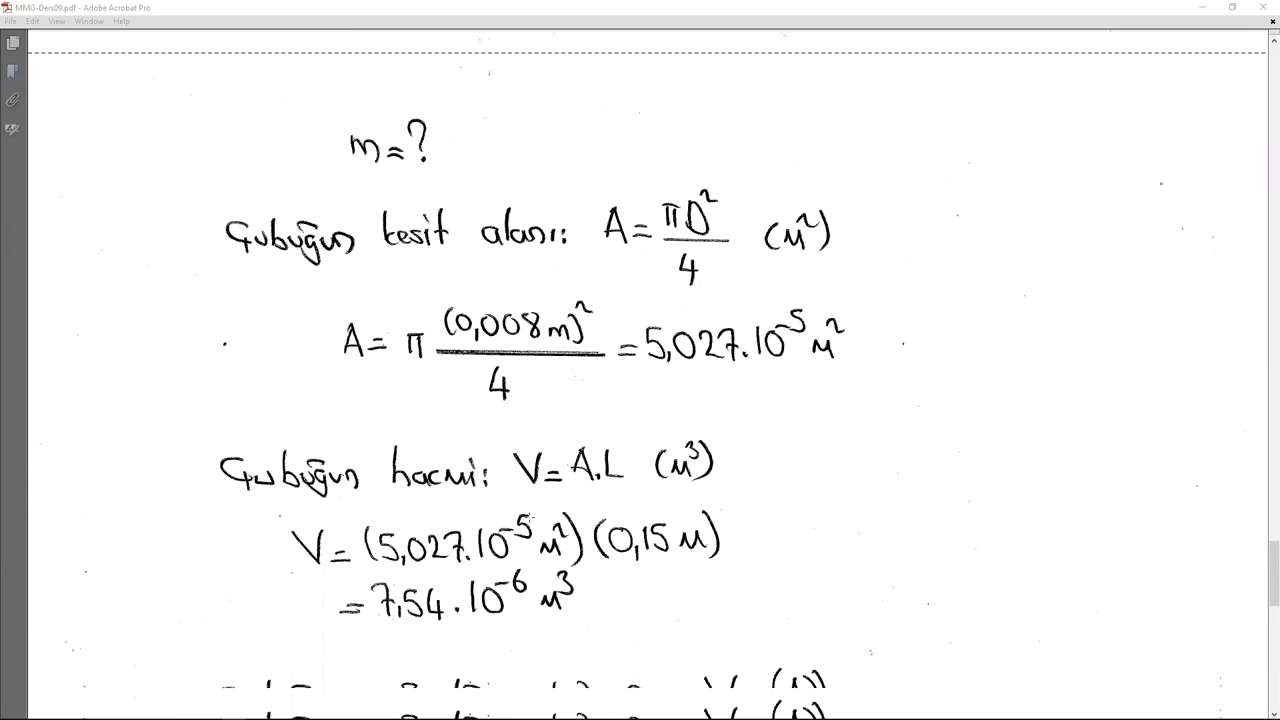 MMG-Ders09.pdf - Adobe Acrobat Pro
File Edit View Window Help
m=?
Çubuğun kesit alanı: A = πD²/4 (m²)
A = π (0,008m)²/4 = 5,027.10⁻⁵ m²
Çubuğun hacmi: V = A.L (m³)
V = (5,027.10⁻⁵ m²)(0,15 m)
= 7,54.10⁻⁶ m³